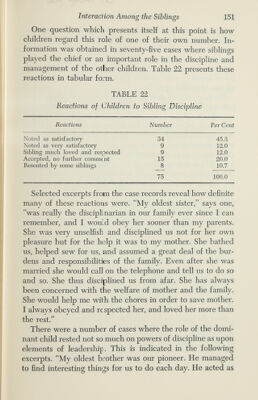 Interaction Among the Siblings 151
One question which presents itself at this point is how
children regard this role of one of their own number. In-
formation was obtained in seventy-five cases where siblings
played the chief or an important role in the discipline and
management of the other children. Table 22 presents these
reactions in tabular form.
TABLE 22
Reactions of Children to Sibling Discipline
Reactions Number Per Cent
Noted as satisfactory 34 45.3
Noted as very satisfactory 9 12.0
Sibling much loved and respected 9 12.0
Accepted, no further comment 15 20.0
Resented by some siblings 8 10.7
75 100.0
Selected excerpts from the case records reveal how definite
many of these reactions were. "My oldest sister," says one,
"was really the disciplinarian in our family ever since I can
remember, and I would obey her sooner than my parents.
She was very unselfish and disciplined us not for her own
pleasure but for the help it was to my mother. She bathed
us, helped sew for us, and assumed a great deal of the bur-
dens and responsibilities of the family. Even after she was
married she would call on the telephone and tell us to do so
and so. She thus disciplined us from afar. She has always
been concerned with the welfare of mother and the family.
She would help me with the chores in order to save mother.
I always obeyed and respected her, and loved her more than
the rest."
There were a number of cases where the role of the domi-
nant child rested not so much on powers of discipline as upon
elements of leadership. This is indicated in the following
excerpts. "My oldest brother was our pioneer. He managed
to find interesting things for us to do each day. He acted as